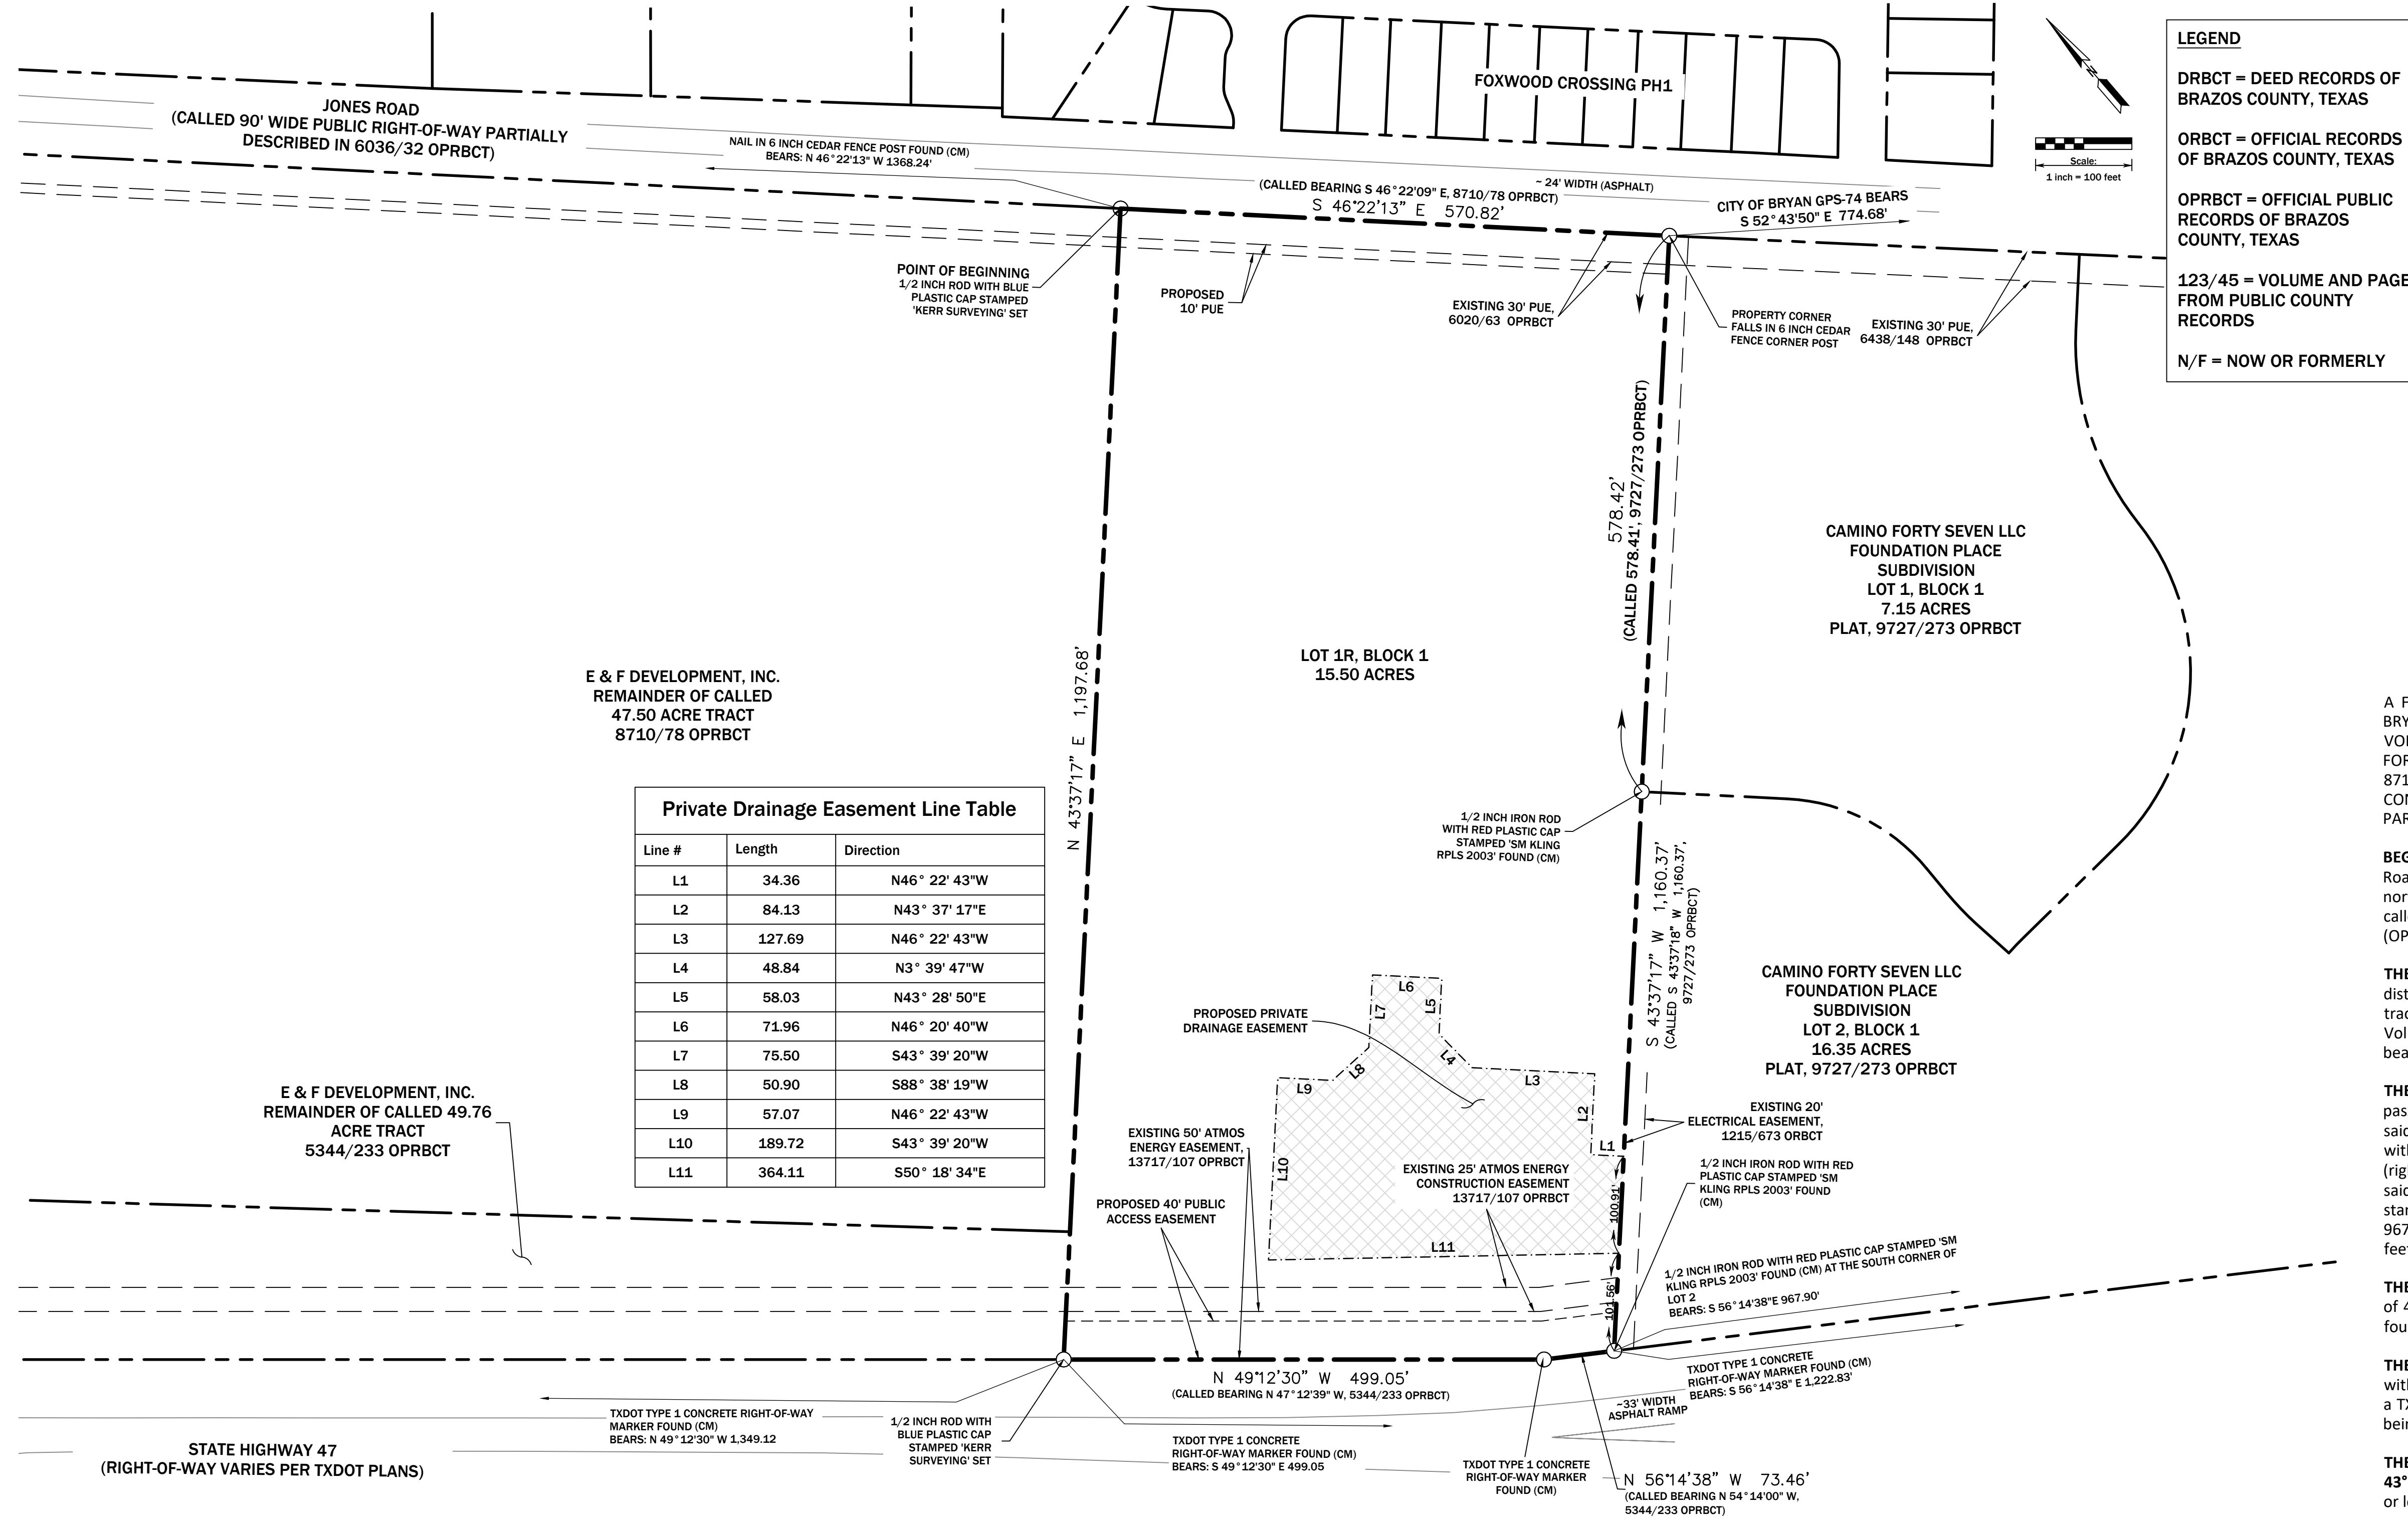 JONES ROAD
(CALLED 90' WIDE PUBLIC RIGHT-OF-WAY PARTIALLY
DESCRIBED IN 6036/32 OPRBCT)
NAIL IN 6 INCH CEDAR FENCE POST FOUND (CM)
BEARS: N 46°22'13" W 1368.24'
FOXWOOD CROSSING PH1
~ 24' WIDTH (ASPHALT)
(CALLED BEARING S 46°22'09" E, 8710/78 OPRBCT)
S 46°22'13" E 570.82'
CITY OF BRYAN GPS-74 BEARS
S 52°43'50" E 774.68'
N
Scale:
1 inch = 100 feet
LEGEND
DRBCT = DEED RECORDS OF
BRAZOS COUNTY, TEXAS
ORBCT = OFFICIAL RECORDS
OF BRAZOS COUNTY, TEXAS
OPRBCT = OFFICIAL PUBLIC
RECORDS OF BRAZOS
COUNTY, TEXAS
123/45 = VOLUME AND PAGE
FROM PUBLIC COUNTY
RECORDS
N/F = NOW OR FORMERLY
POINT OF BEGINNING
1/2 INCH ROD WITH BLUE
PLASTIC CAP STAMPED
'KERR SURVEYING' SET
PROPOSED
10' PUE
EXISTING 30' PUE,
6020/63 OPRBCT
PROPERTY CORNER
FALLS IN 6 INCH CEDAR
FENCE CORNER POST
EXISTING 30' PUE,
6438/148 OPRBCT
578.42'
(CALLED 578.41', 9727/273 OPRBCT)
CAMINO FORTY SEVEN LLC
FOUNDATION PLACE
SUBDIVISION
LOT 1, BLOCK 1
7.15 ACRES
PLAT, 9727/273 OPRBCT
LOT 1R, BLOCK 1
15.50 ACRES
E & F DEVELOPMENT, INC.
REMAINDER OF CALLED
47.50 ACRE TRACT
8710/78 OPRBCT
N 43°37'17" E 1,197.68'
Private Drainage Easement Line Table
Line # Length Direction
L1 34.36 N46° 22' 43"W
L2 84.13 N43° 37' 17"E
L3 127.69 N46° 22' 43"W
L4 48.84 N3° 39' 47"W
L5 58.03 N43° 28' 50"E
L6 71.96 N46° 20' 40"W
L7 75.50 S43° 39' 20"W
L8 50.90 S88° 38' 19"W
L9 57.07 N46° 22' 43"W
L10 189.72 S43° 39' 20"W
L11 364.11 S50° 18' 34"E
1/2 INCH IRON ROD
WITH RED PLASTIC CAP
STAMPED 'SM KLING
RPLS 2003' FOUND (CM)
S 43°37'17" W 1,160.37'
(CALLED S 43°37'18" W 1,160.37',
9727/273 OPRBCT)
CAMINO FORTY SEVEN LLC
FOUNDATION PLACE
SUBDIVISION
LOT 2, BLOCK 1
16.35 ACRES
PLAT, 9727/273 OPRBCT
PROPOSED PRIVATE
DRAINAGE EASEMENT
L6
L7
L5
L4
L8
L3
L9
L2
L1
L10
L11
100.91'
101.56'
EXISTING 20'
ELECTRICAL EASEMENT,
1215/673 ORBCT
E & F DEVELOPMENT, INC.
REMAINDER OF CALLED 49.76
ACRE TRACT
5344/233 OPRBCT
EXISTING 50' ATMOS
ENERGY EASEMENT,
13717/107 OPRBCT
PROPOSED 40' PUBLIC
ACCESS EASEMENT
EXISTING 25' ATMOS ENERGY
CONSTRUCTION EASEMENT
13717/107 OPRBCT
1/2 INCH IRON ROD WITH RED
PLASTIC CAP STAMPED 'SM
KLING RPLS 2003' FOUND
(CM)
1/2 INCH IRON ROD WITH RED PLASTIC CAP STAMPED 'SM
KLING RPLS 2003' FOUND (CM) AT THE SOUTH CORNER OF
LOT 2
BEARS: S 56°14'38"E 967.90'
TXDOT TYPE 1 CONCRETE
RIGHT-OF-WAY MARKER FOUND (CM)
BEARS: S 56°14'38" E 1,222.83'
~33' WIDTH
ASPHALT RAMP
N 49°12'30" W 499.05'
(CALLED BEARING N 47°12'39" W, 5344/233 OPRBCT)
TXDOT TYPE 1 CONCRETE RIGHT-OF-WAY
MARKER FOUND (CM)
BEARS: N 49°12'30" W 1,349.12
1/2 INCH ROD WITH
BLUE PLASTIC CAP
STAMPED 'KERR
SURVEYING' SET
TXDOT TYPE 1 CONCRETE
RIGHT-OF-WAY MARKER FOUND (CM)
BEARS: S 49°12'30" E 499.05
TXDOT TYPE 1 CONCRETE
RIGHT-OF-WAY MARKER
FOUND (CM)
N 56°14'38" W 73.46'
(CALLED BEARING N 54°14'00" W,
5344/233 OPRBCT)
STATE HIGHWAY 47
(RIGHT-OF-WAY VARIES PER TXDOT PLANS)